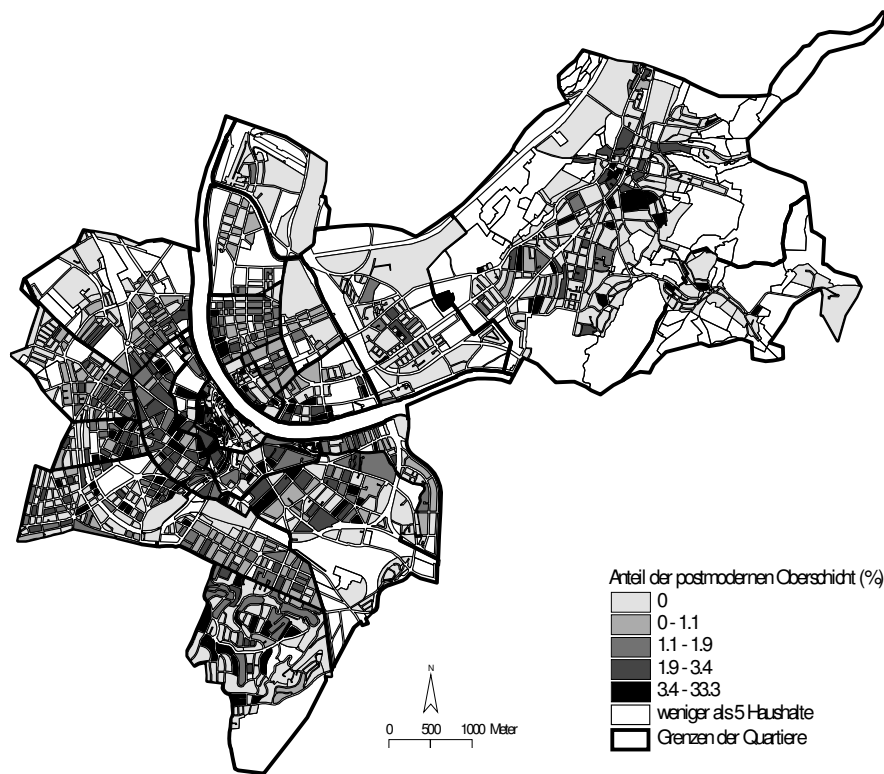 Anteil der postmodernen Oberschicht (%)
0
0 - 1.1
1.1 - 1.9
1.9 - 3.4
3.4 - 33.3
weniger als 5 Haushalte
Grenzen der Quartiere
N
0 500 1000 Meter